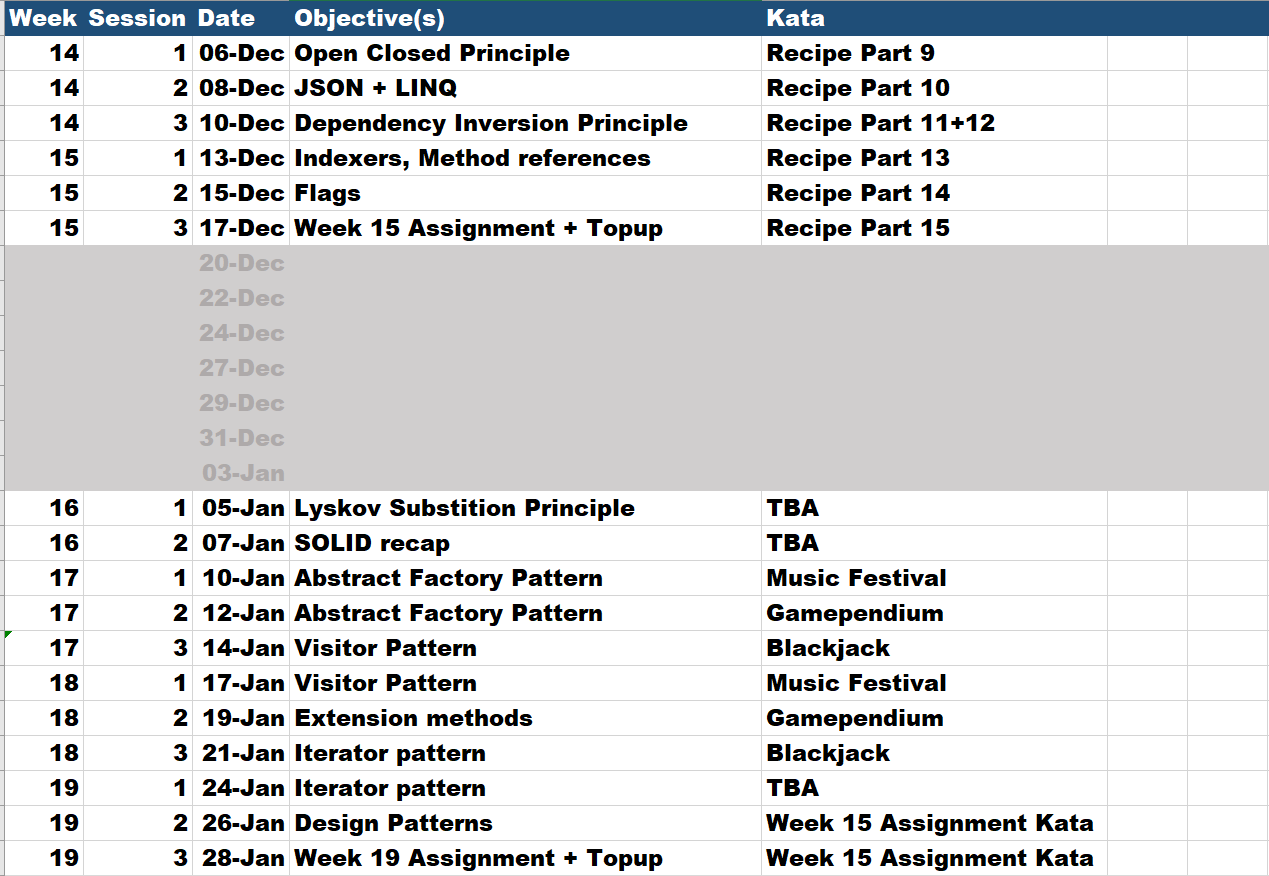 Week Session Date Objective(s) Kata
14 1 06-Dec Open Closed Principle Recipe Part 9
14 2 08-Dec JSON + LINQ Recipe Part 10
14 3 10-Dec Dependency Inversion Principle Recipe Part 11+12
15 1 13-Dec Indexers, Method references Recipe Part 13
15 2 15-Dec Flags Recipe Part 14
15 3 17-Dec Week 15 Assignment + Topup Recipe Part 15
20-Dec
22-Dec
24-Dec
27-Dec
29-Dec
31-Dec
03-Jan
16 1 05-Jan Lyskov Substition Principle TBA
16 2 07-Jan SOLID recap TBA
17 1 10-Jan Abstract Factory Pattern Music Festival
17 2 12-Jan Abstract Factory Pattern Gamependium
17 3 14-Jan Visitor Pattern Blackjack
18 1 17-Jan Visitor Pattern Music Festival
18 2 19-Jan Extension methods Gamependium
18 3 21-Jan Iterator pattern Blackjack
19 1 24-Jan Iterator pattern TBA
19 2 26-Jan Design Patterns Week 15 Assignment Kata
19 3 28-Jan Week 19 Assignment + Topup Week 15 Assignment Kata